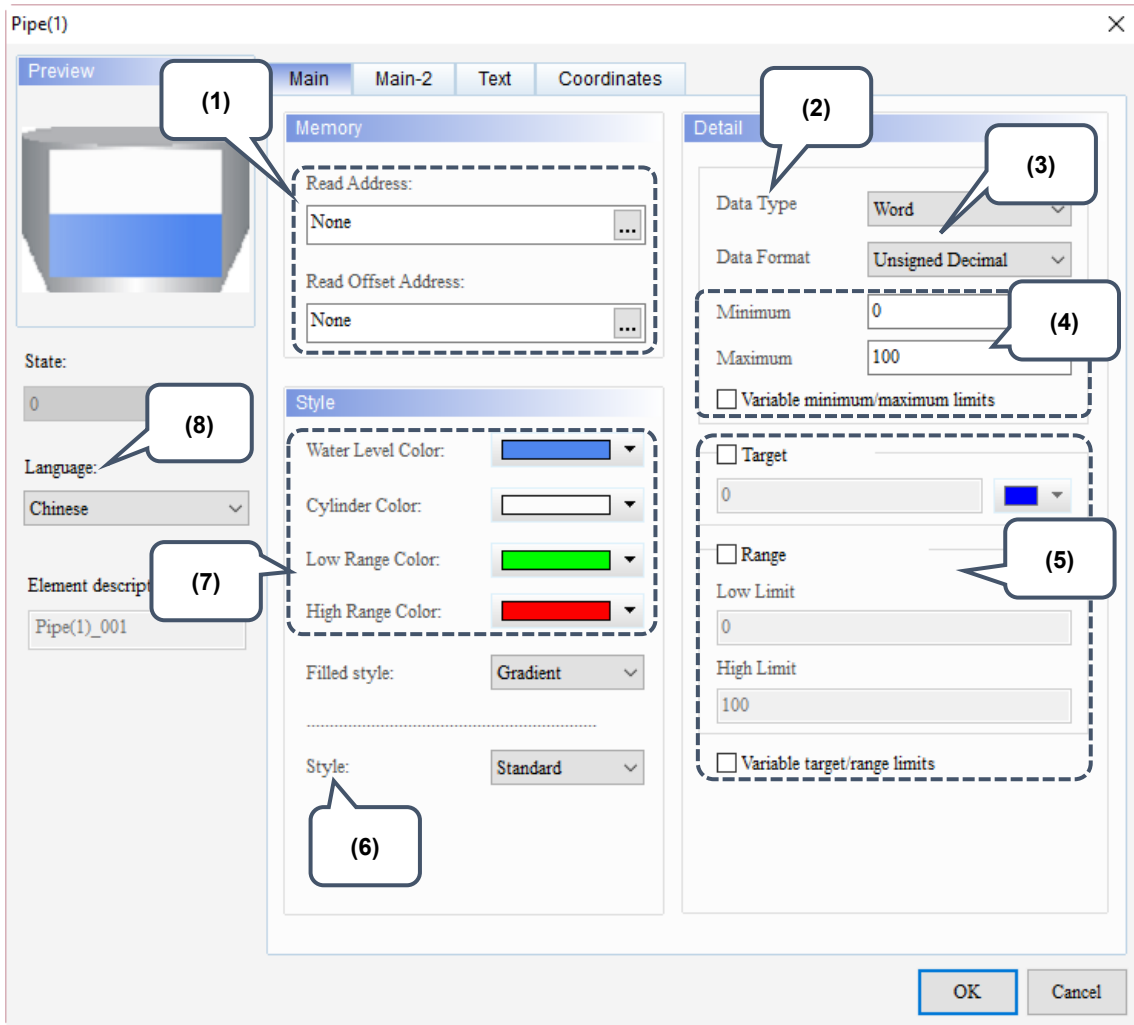 Pipe(1)
Preview
Main
Main-2
Text
Coordinates
(1)
(2)
Memory
Detail
(3)
Read Address:
None
...
Read Offset Address:
None
...
Data Type
Word
Data Format
Unsigned Decimal
Minimum
0
(4)
Maximum
100
Variable minimum/maximum limits
State:
0
(8)
Language:
Chinese
(7)
Element descript
Pipe(1)_001
Style
Water Level Color:
Cylinder Color:
Low Range Color:
High Range Color:
Filled style:
Gradient
Style:
Standard
(6)
Target
0
Range
(5)
Low Limit
0
High Limit
100
Variable target/range limits
OK
Cancel